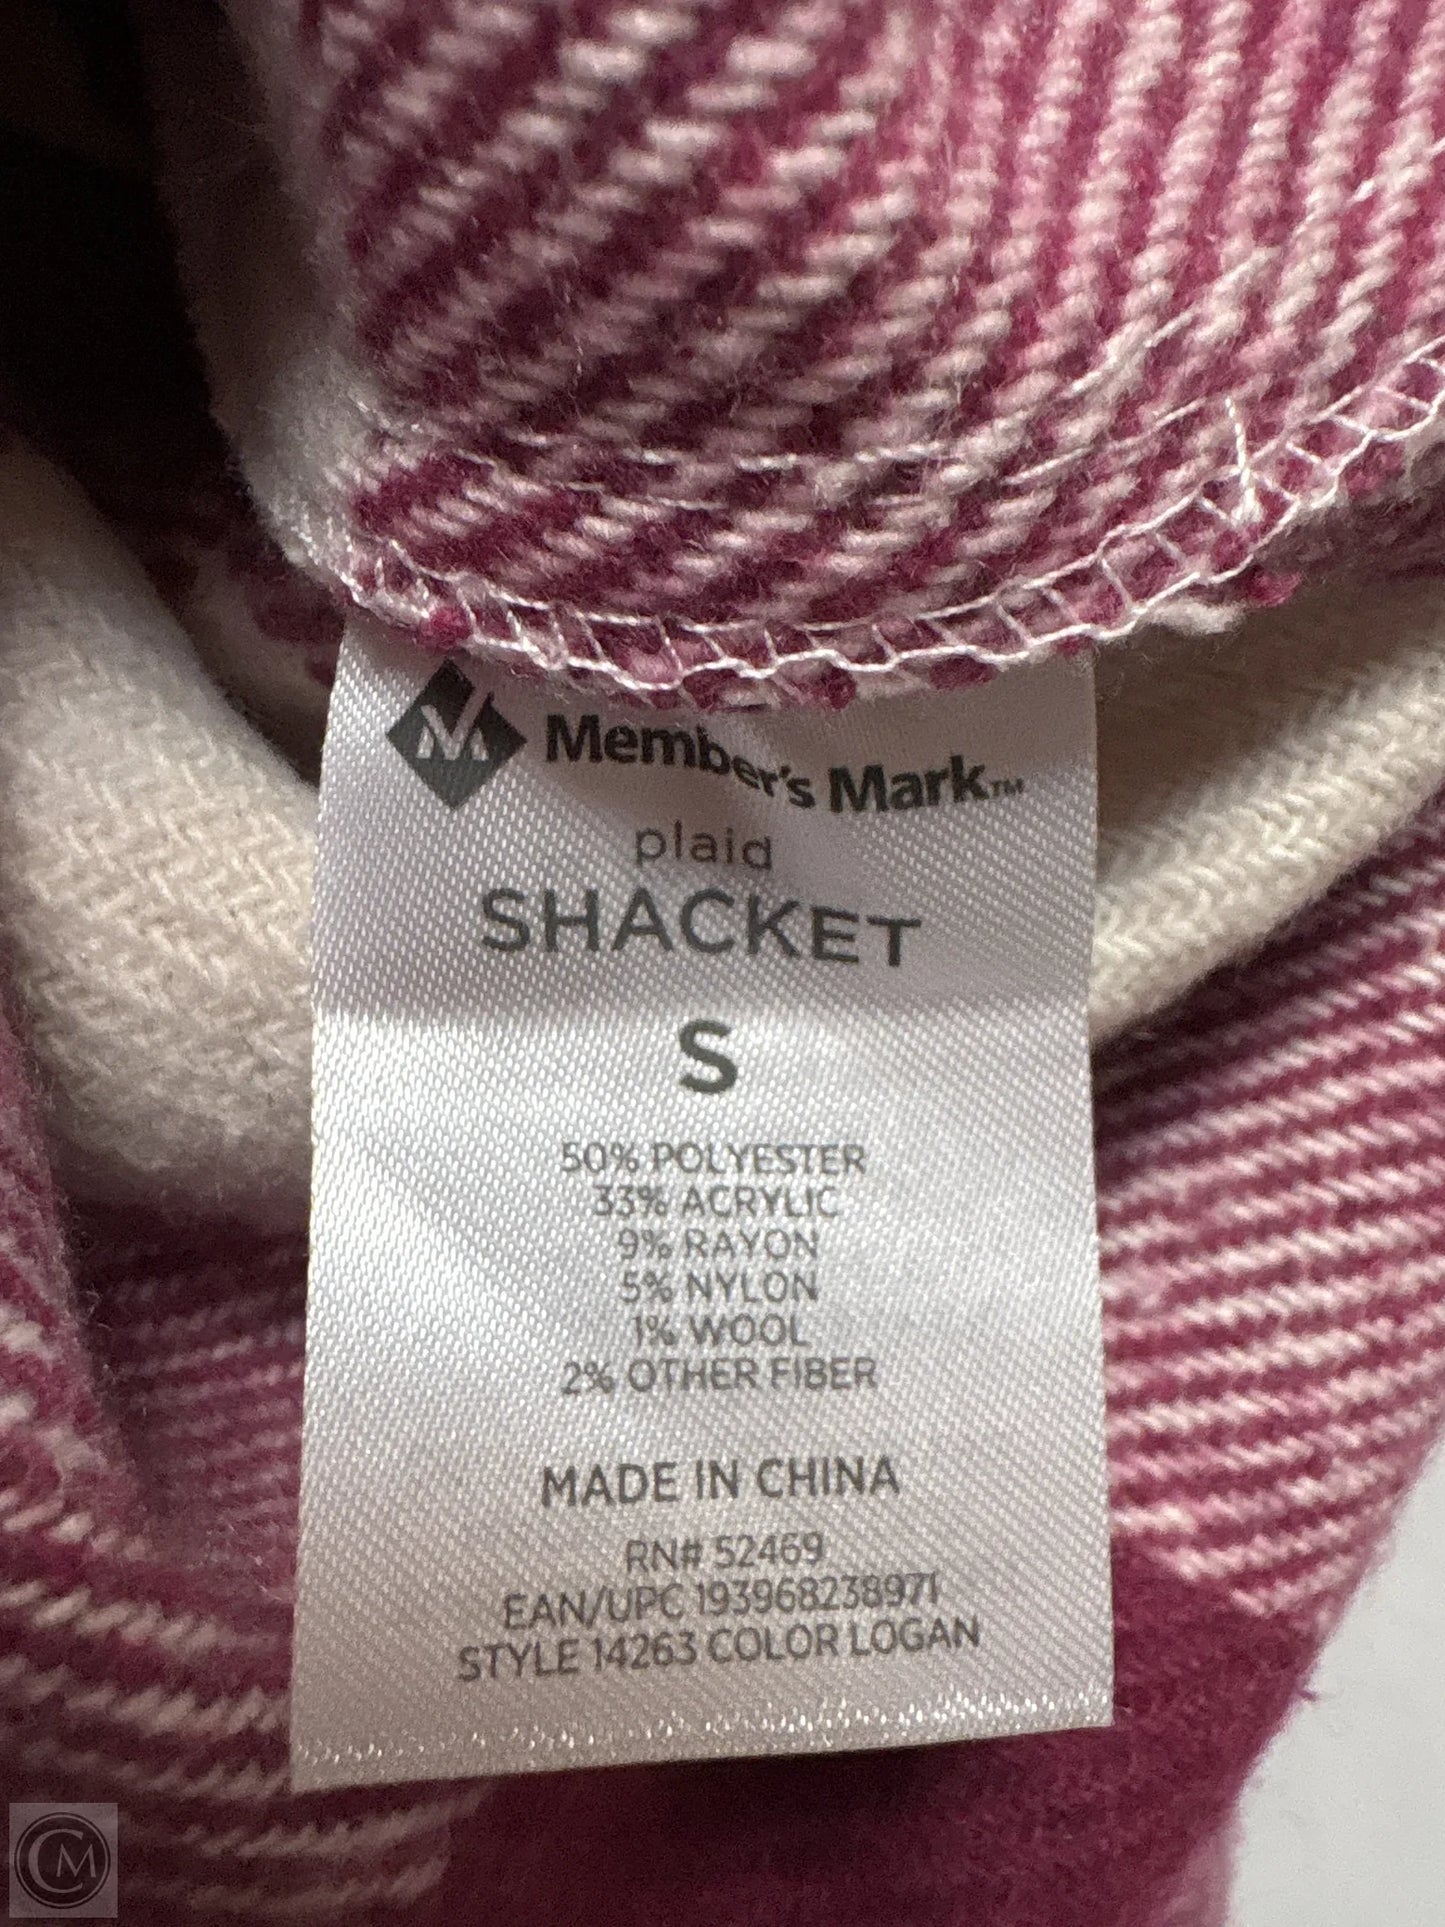 Member's Mark™
plaid
SHACKET
S
50% POLYESTER
33% ACRYLIC
9% RAYON
5% NYLON
1% WOOL
2% OTHER FIBER
MADE IN CHINA
RN# 52469
EAN/UPC 193968238971
STYLE 14263 COLOR LOGAN
CM